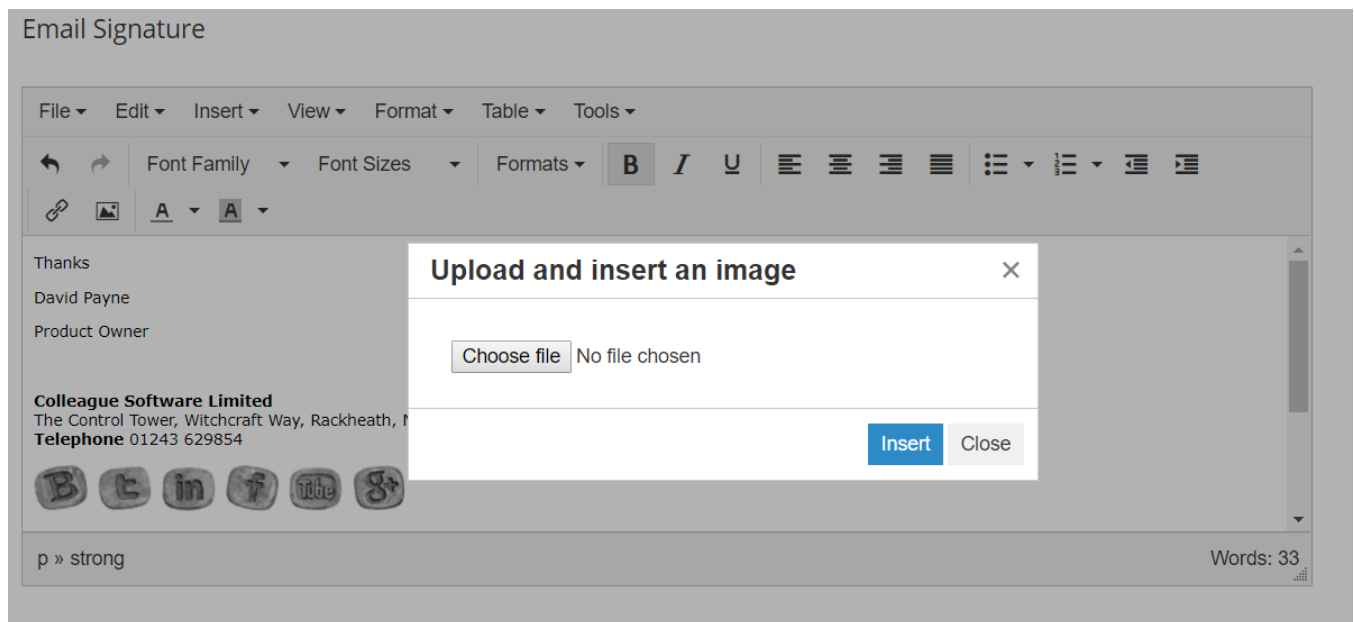 Email Signature
File Edit Insert View Format Table Tools
Font Family Font Sizes Formats B I U
A A
Thanks
Upload and insert an image
David Payne
Product Owner
Choose file No file chosen
Colleague Software Limited
The Control Tower, Witchcraft Way, Rackheath,
Telephone 01243 629854
Insert Close
B t in f Tube g+
p » strong Words: 33